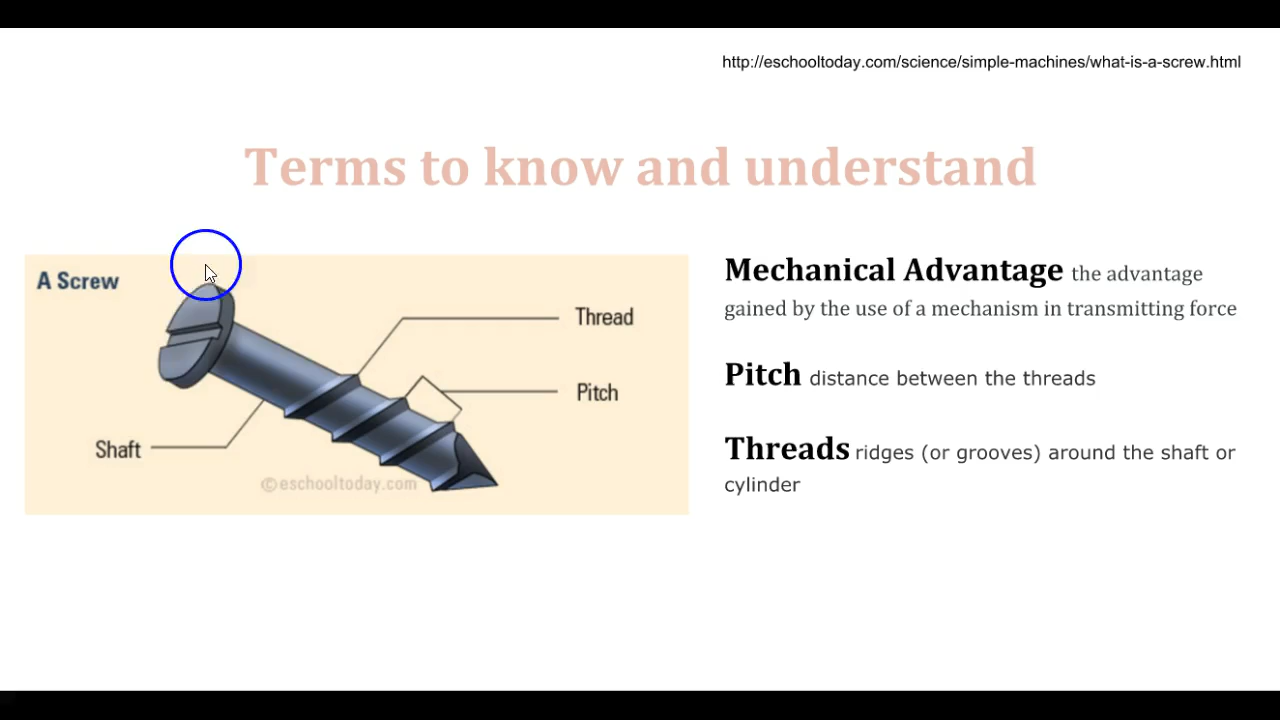 http://eschooltoday.com/science/simple-machines/what-is-a-screw.html
Terms to know and understand
A Screw
Thread
Pitch
Shaft
©eschooltoday.com
Mechanical Advantage the advantage
gained by the use of a mechanism in transmitting force
Pitch distance between the threads
Threads ridges (or grooves) around the shaft or
cylinder